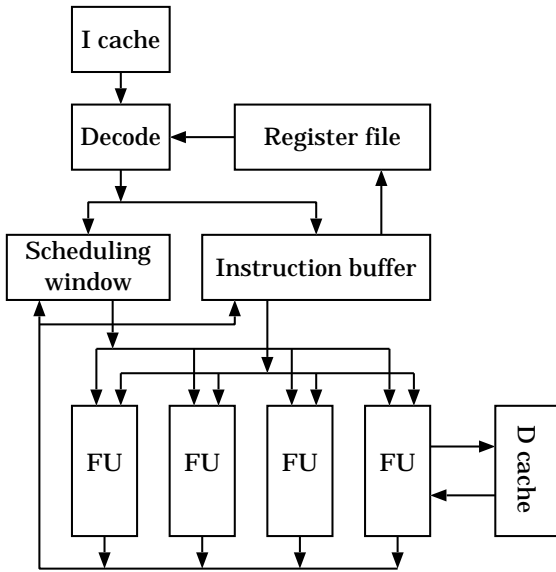 I cache
Decode
Register file
Scheduling
window
Instruction buffer
FU
FU
FU
FU
D cache